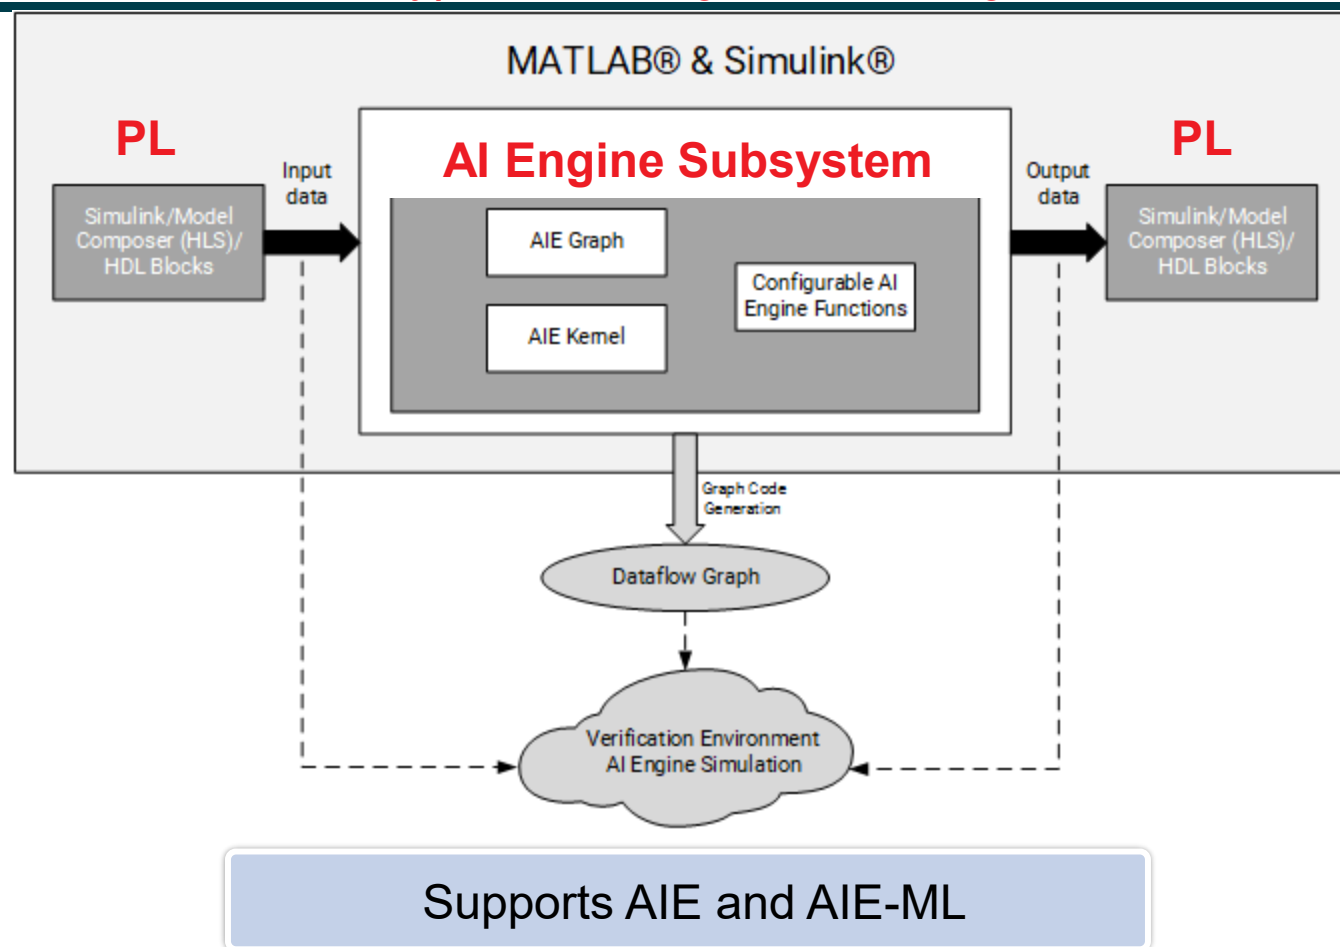 MATLAB® & Simulink®
PL
AI Engine Subsystem
PL
Input
data
Output
data
Simulink/Model
Composer (HLS)/
HDL Blocks
AIE Graph
AIE Kernel
Configurable AI
Engine Functions
Simulink/Model
Composer (HLS)/
HDL Blocks
Graph Code
Generation
Dataflow Graph
Verification Environment
AI Engine Simulation
Supports AIE and AIE-ML